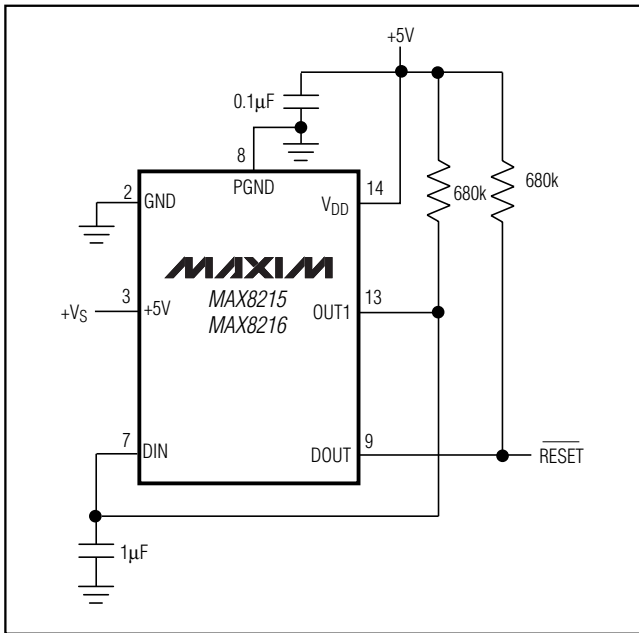 +5V
0.1μF
8
PGND
2
GND
14
VDD
680k
680k
MAXIM
MAX8215
MAX8216
3
+VS
+5V
13
OUT1
7
DIN
9
DOUT
RESET
1μF